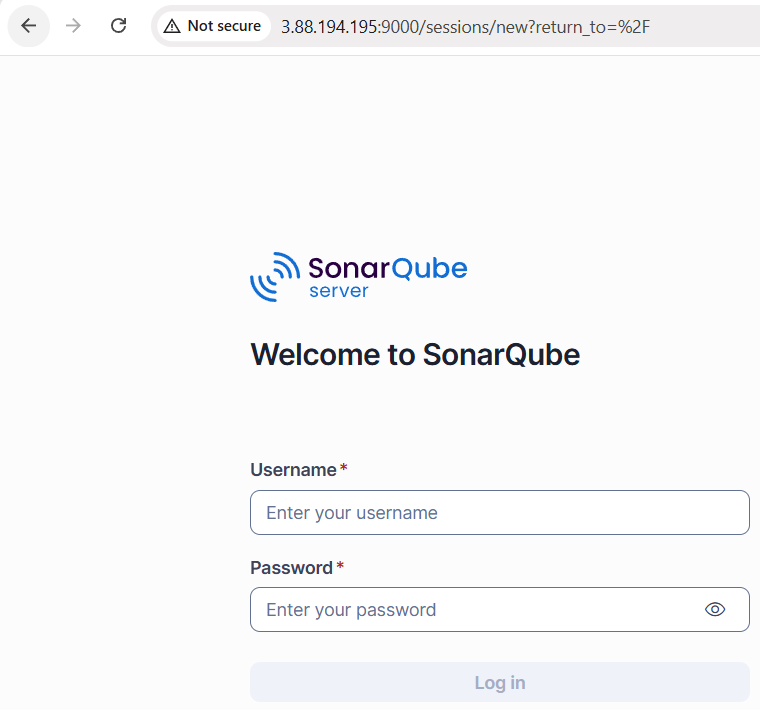 Not secure 3.88.194.195:9000/sessions/new?return_to=%2F
SonarQube
server
Welcome to SonarQube
Username*
Enter your username
Password*
Enter your password
Log in